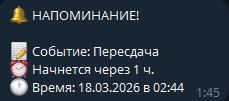 🔔 НАПОМИНАНИЕ!
📝 Событие: Пересдача
⏰ Начнется через 1 ч.
🕐 Время: 18.03.2026 в 02:44
1:45